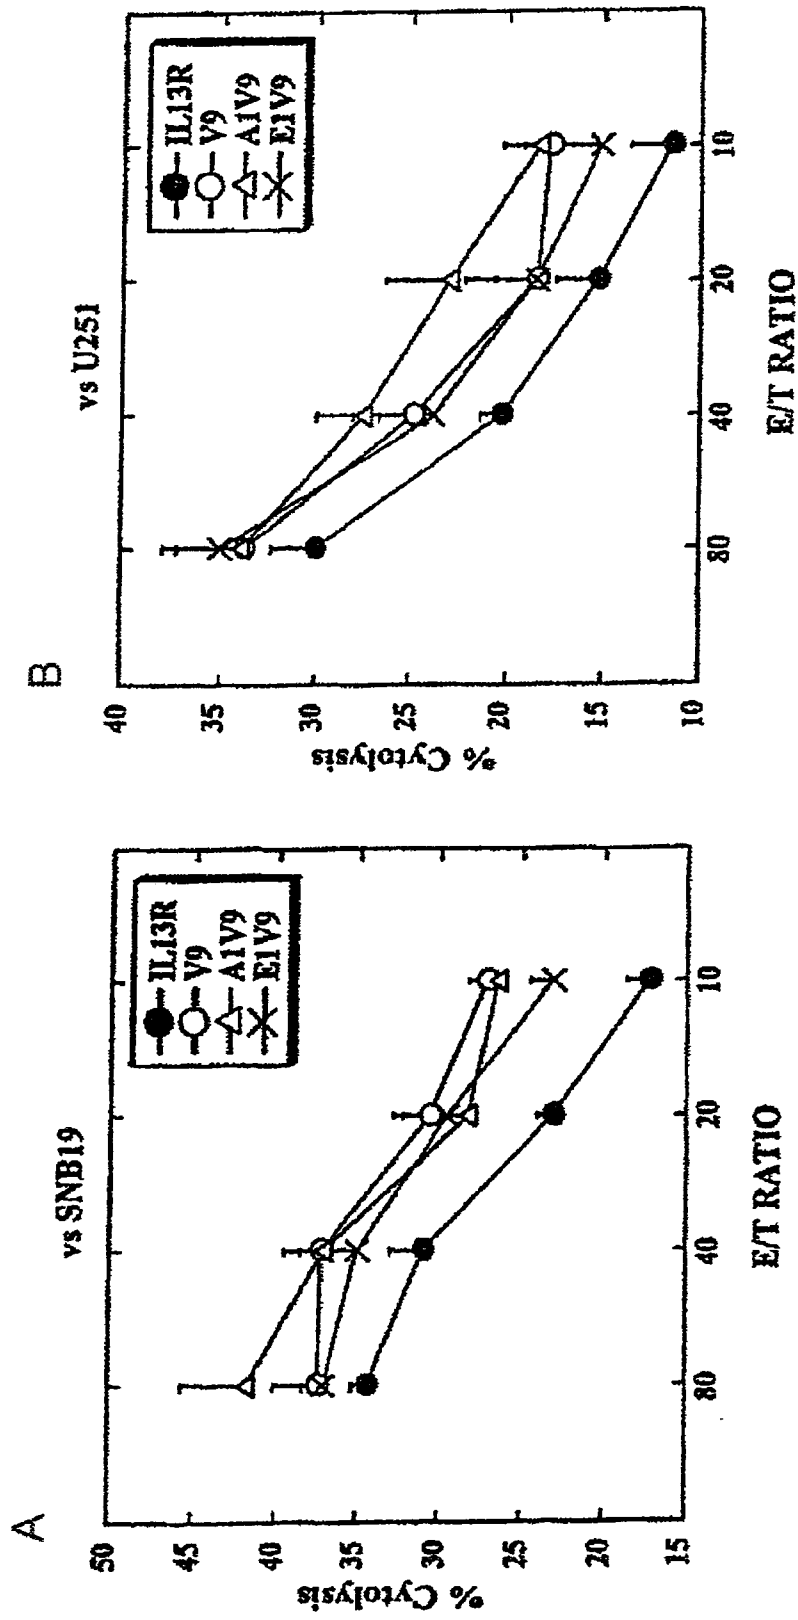 A
vs SNB19
IL13R
V9
A1V9
E1V9
50
45
40
35
30
25
20
15
% Cytolysis
80
40
20
10
E/T RATIO
B
vs U251
IL13R
V9
A1V9
E1V9
40
35
30
25
20
15
10
% Cytolysis
80
40
20
10
E/T RATIO